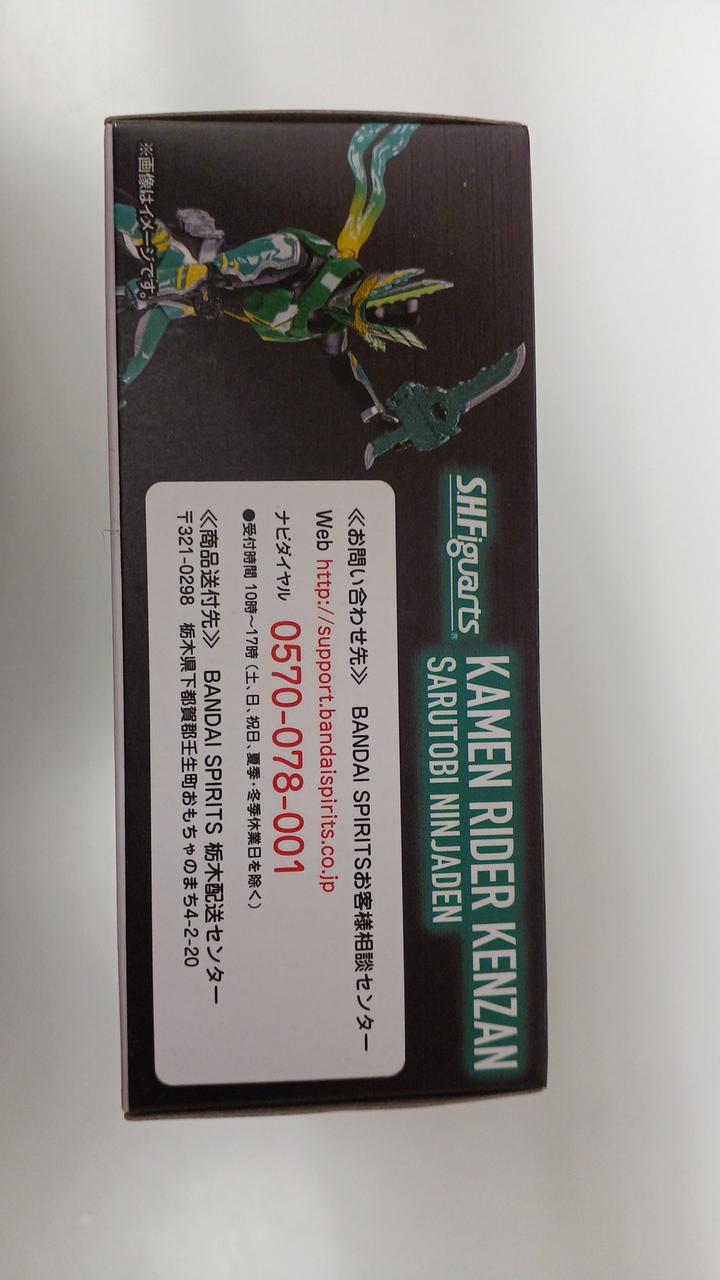 S.H.Figuarts®
KAMEN RIDER KENZAN
SARUTOBI NINJADEN
≪お問い合わせ先≫ BANDAI SPIRITSお客様相談センター
Web http://support.bandaispirits.co.jp
ナビダイヤル 0570-078-001
●受付時間 10時～17時（土、日、祝日、夏季・冬季休業日を除く）
≪商品送付先≫ BANDAI SPIRITS 栃木配送センター
〒321-0298 栃木県下都賀郡壬生町おもちゃのまち4-2-20
※画像はイメージです。